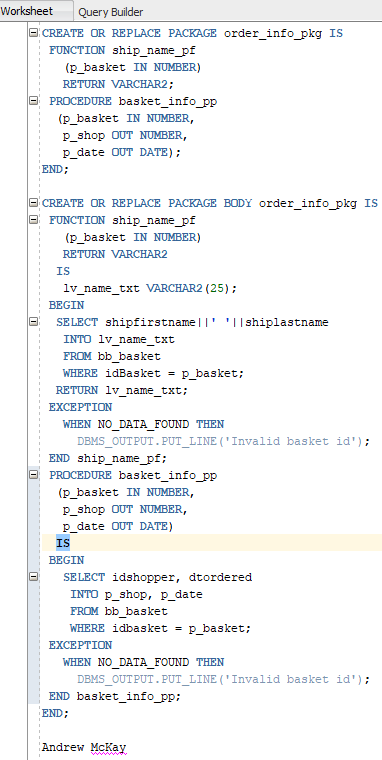 Worksheet Query Builder
CREATE OR REPLACE PACKAGE order_info_pkg IS
FUNCTION ship_name_pf
(p_basket IN NUMBER)
RETURN VARCHAR2;
PROCEDURE basket_info_pp
(p_basket IN NUMBER,
p_shop OUT NUMBER,
p_date OUT DATE);
END;
CREATE OR REPLACE PACKAGE BODY order_info_pkg IS
FUNCTION ship_name_pf
(p_basket IN NUMBER)
RETURN VARCHAR2
IS
lv_name_txt VARCHAR2(25);
BEGIN
SELECT shipfirstname||' '||shiplastname
INTO lv_name_txt
FROM bb_basket
WHERE idBasket = p_basket;
RETURN lv_name_txt;
EXCEPTION
WHEN NO_DATA_FOUND THEN
DBMS_OUTPUT.PUT_LINE('Invalid basket id');
END ship_name_pf;
PROCEDURE basket_info_pp
(p_basket IN NUMBER,
p_shop OUT NUMBER,
p_date OUT DATE)
IS
BEGIN
SELECT idshopper, dtordered
INTO p_shop, p_date
FROM bb_basket
WHERE idbasket = p_basket;
EXCEPTION
WHEN NO_DATA_FOUND THEN
DBMS_OUTPUT.PUT_LINE('Invalid basket id');
END basket_info_pp;
END;
Andrew McKay